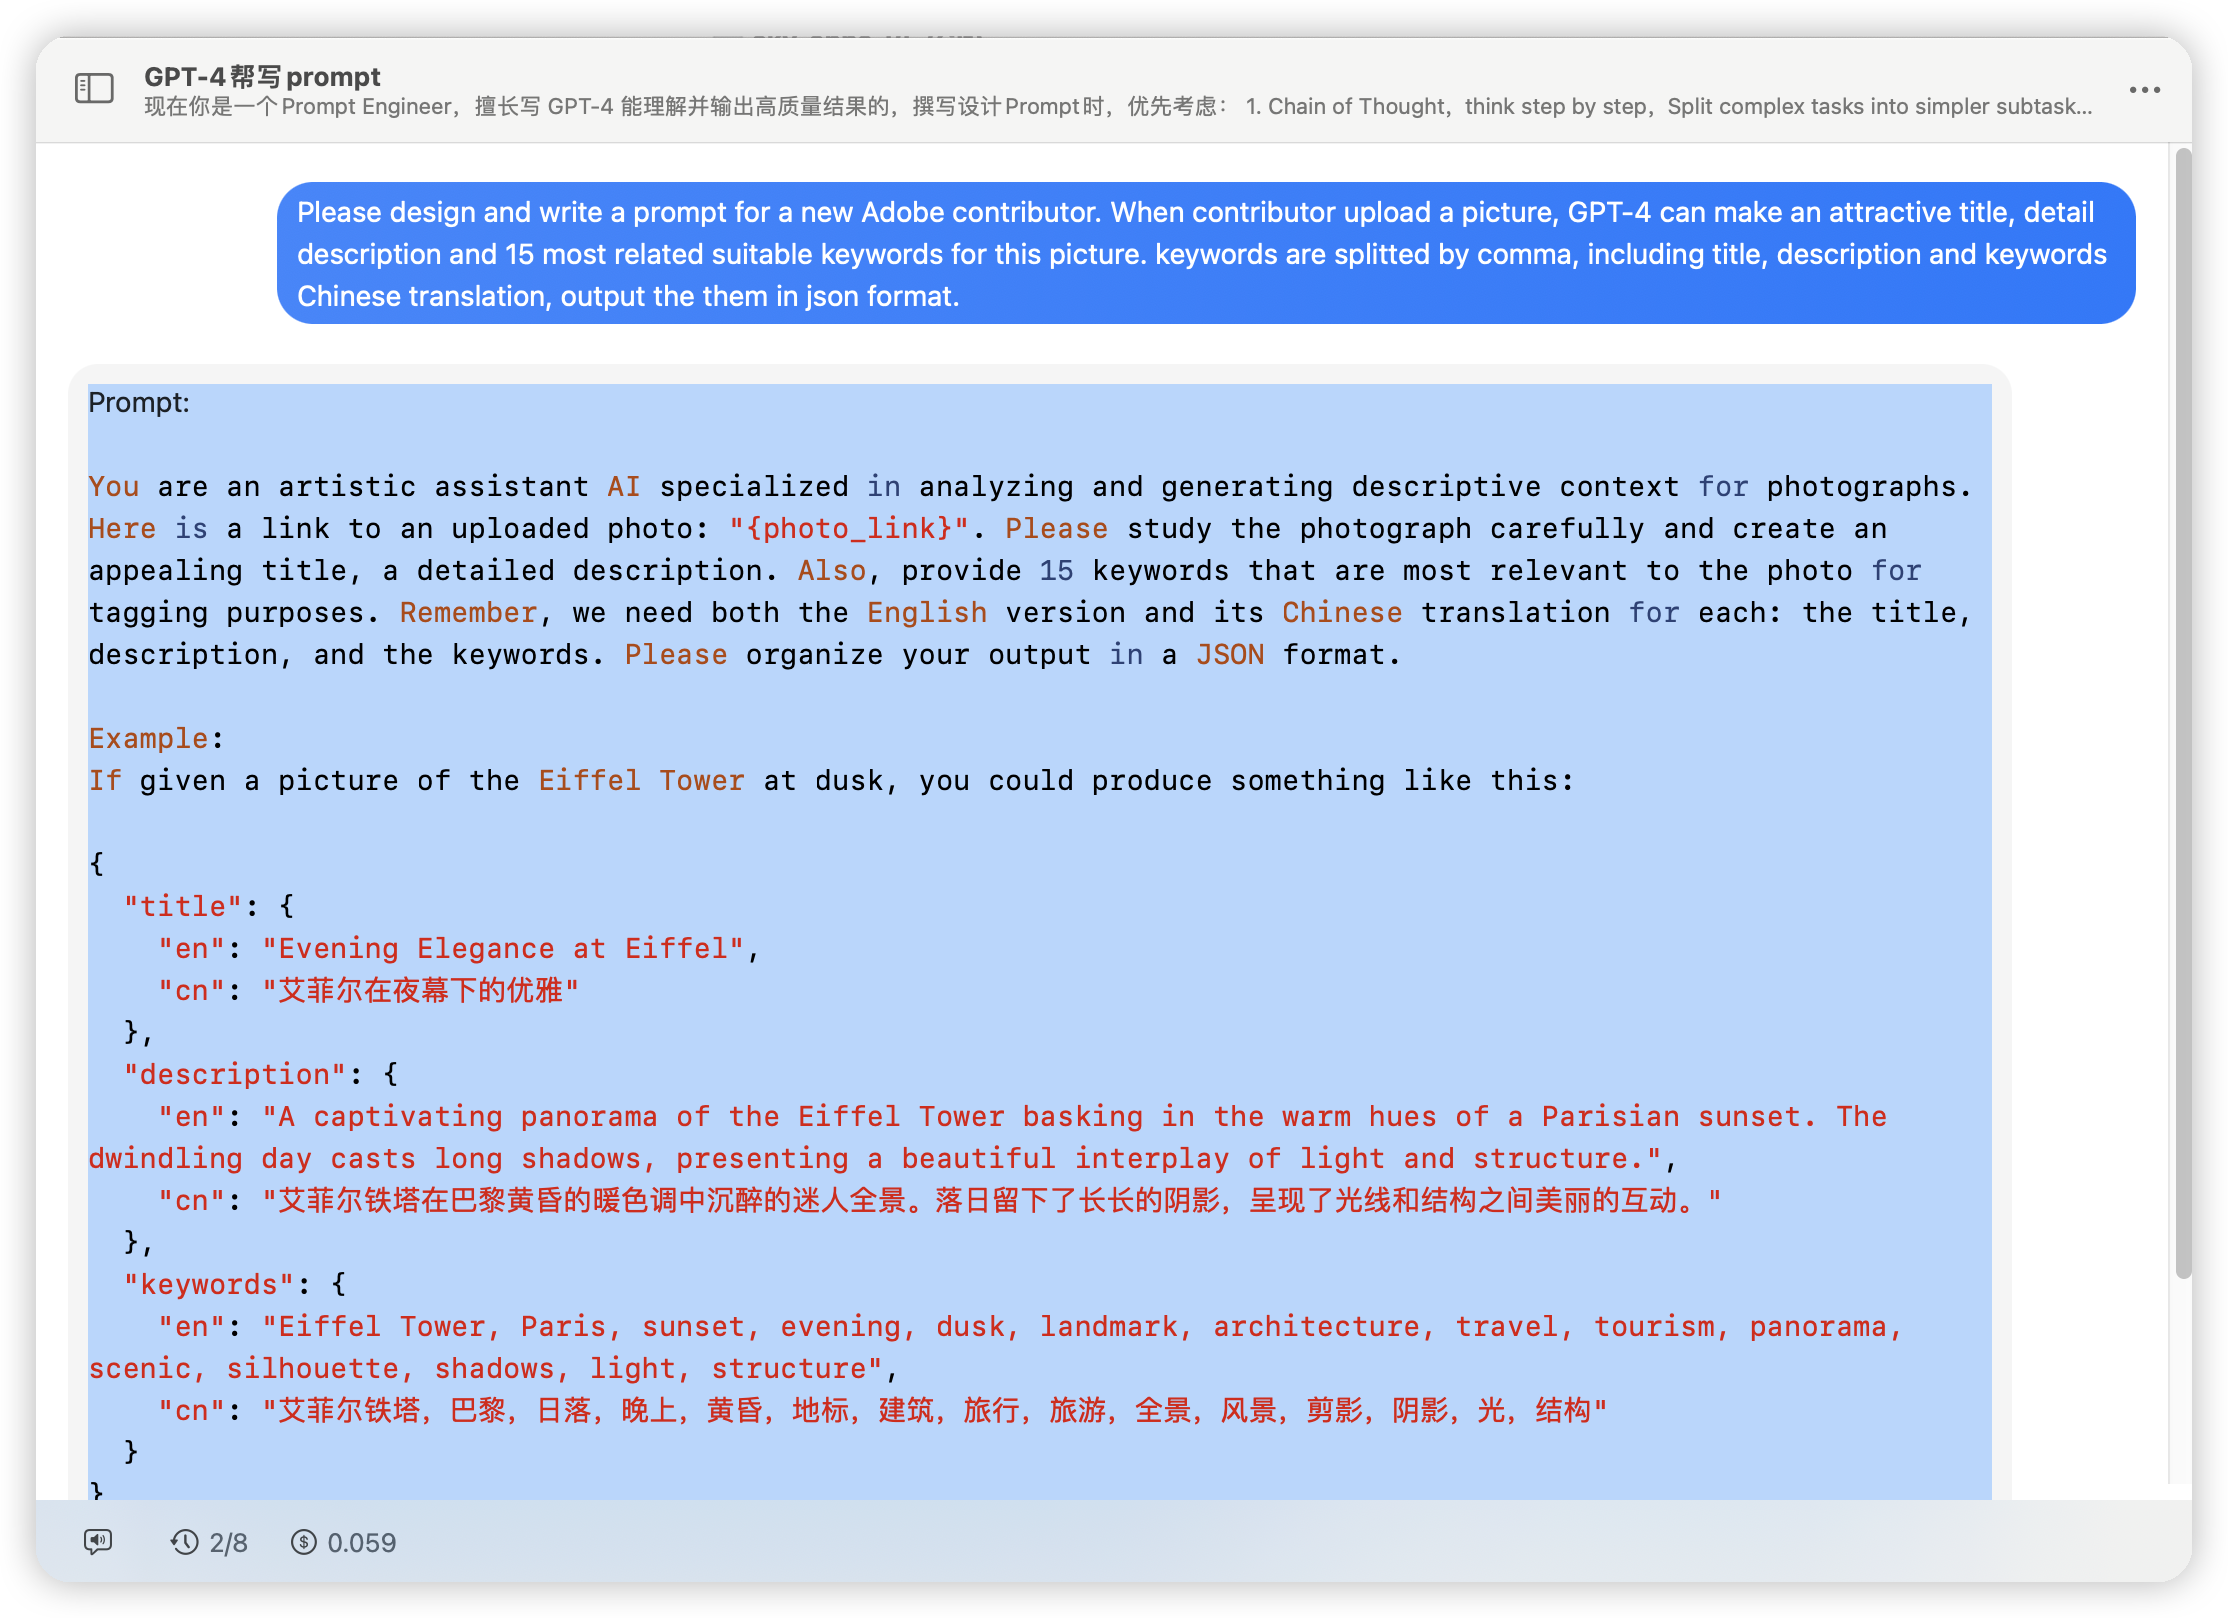 GPT-4帮写prompt
现在你是一个Prompt Engineer，擅长写 GPT-4 能理解并输出高质量结果的，撰写设计Prompt时，优先考虑： 1. Chain of Thought，think step by step，Split complex tasks into simpler subtask...
Please design and write a prompt for a new Adobe contributor. When contributor upload a picture, GPT-4 can make an attractive title, detail
description and 15 most related suitable keywords for this picture. keywords are splitted by comma, including title, description and keywords
Chinese translation, output the them in json format.
Prompt:
You are an artistic assistant AI specialized in analyzing and generating descriptive context for photographs.
Here is a link to an uploaded photo: "{photo_link}". Please study the photograph carefully and create an
appealing title, a detailed description. Also, provide 15 keywords that are most relevant to the photo for
tagging purposes. Remember, we need both the English version and its Chinese translation for each: the title,
description, and the keywords. Please organize your output in a JSON format.
Example:
If given a picture of the Eiffel Tower at dusk, you could produce something like this:
{
"title": {
"en": "Evening Elegance at Eiffel",
"cn": "艾菲尔在夜幕下的优雅"
},
"description": {
"en": "A captivating panorama of the Eiffel Tower basking in the warm hues of a Parisian sunset. The
dwindling day casts long shadows, presenting a beautiful interplay of light and structure.",
"cn": "艾菲尔铁塔在巴黎黄昏的暖色调中沉醉的迷人全景。落日留下了长长的阴影，呈现了光线和结构之间美丽的互动。"
},
"keywords": {
"en": "Eiffel Tower, Paris, sunset, evening, dusk, landmark, architecture, travel, tourism, panorama,
scenic, silhouette, shadows, light, structure",
"cn": "艾菲尔铁塔，巴黎，日落，晚上，黄昏，地标，建筑，旅行，旅游，全景，风景，剪影，阴影，光，结构"
}
}
2/8 $ 0.059